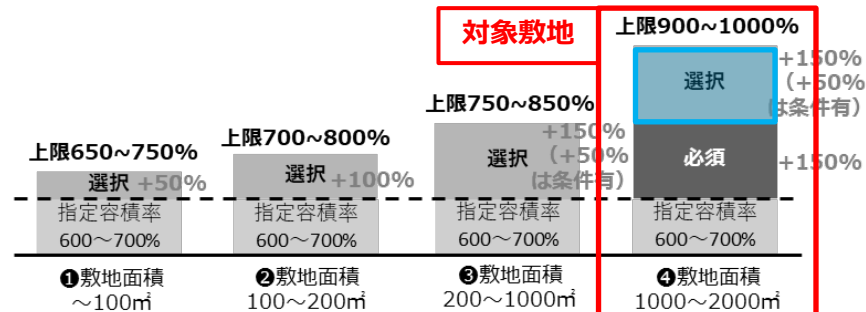 対象敷地
上限650~750%
選択 +50%
指定容積率
600~700%
❶敷地面積
~100㎡
上限700~800%
選択 +100%
指定容積率
600~700%
❷敷地面積
100~200㎡
上限750~850%
選択
+150%
（+50%
は条件有）
指定容積率
600~700%
❸敷地面積
200~1000㎡
上限900~1000%
選択
+150%
（+50%
は条件有）
必須 +150%
指定容積率
600~700%
❹敷地面積
1000~2000㎡